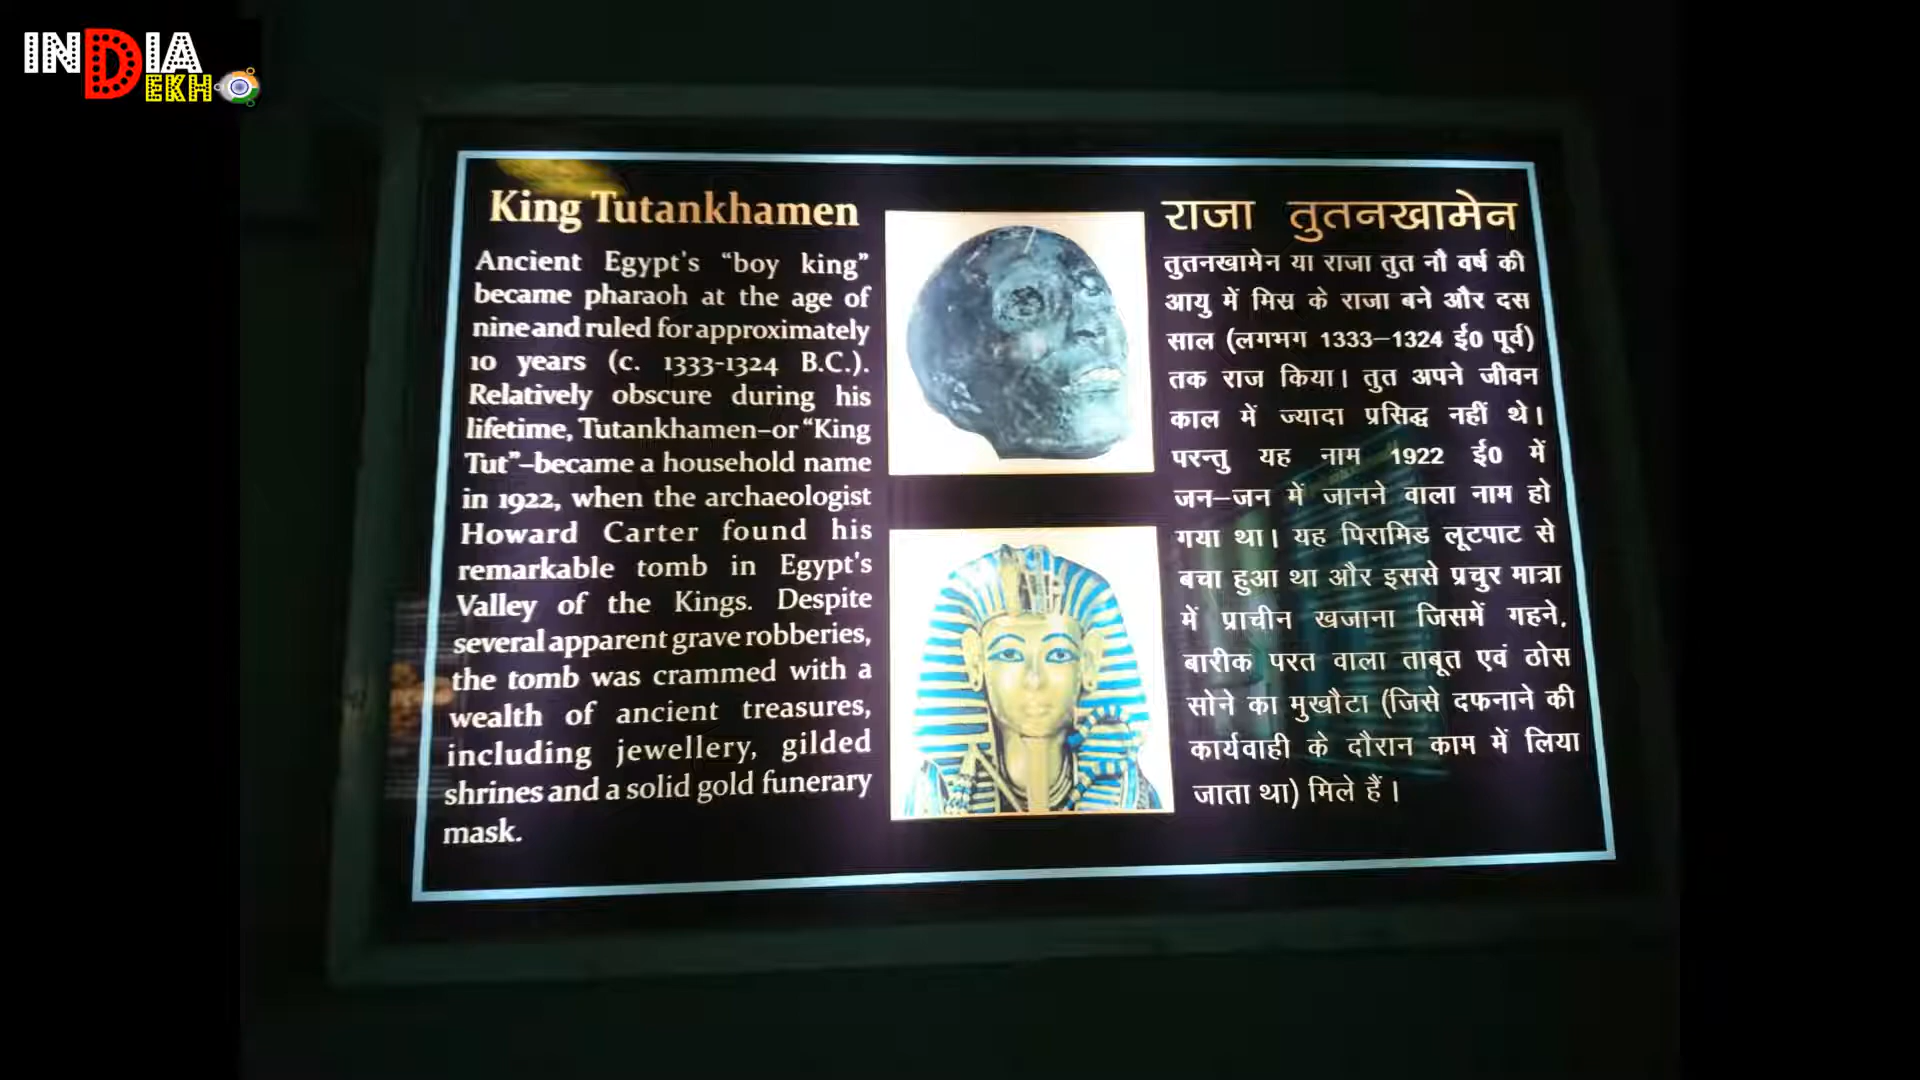 INDIA
DEKHO
King Tutankhamen
Ancient Egypt's “boy king”
became pharaoh at the age of
nine and ruled for approximately
10 years (c. 1333-1324 B.C.).
Relatively obscure during his
lifetime, Tutankhamen–or “King
Tut”–became a household name
in 1922, when the archaeologist
Howard Carter found his
remarkable tomb in Egypt's
Valley of the Kings. Despite
several apparent grave robberies,
the tomb was crammed with a
wealth of ancient treasures,
including jewellery, gilded
shrines and a solid gold funerary
mask.
राजा तुतनखामेन
तुतनखामेन या राजा तुत नौ वर्ष की
आयु में मिस्र के राजा बने और दस
साल (लगभग 1333–1324 ई0 पूर्व)
तक राज किया। तुत अपने जीवन
काल में ज्यादा प्रसिद्ध नहीं थे।
परन्तु यह नाम 1922 ई0 में
जन–जन में जानने वाला नाम हो
गया था। यह पिरामिड लूटपाट से
बचा हुआ था और इससे प्रचुर मात्रा
में प्राचीन खजाना जिसमें गहने,
बारीक परत वाला ताबूत एवं ठोस
सोने का मुखौटा (जिसे दफनाने की
कार्यवाही के दौरान काम में लिया
जाता था) मिले हैं।